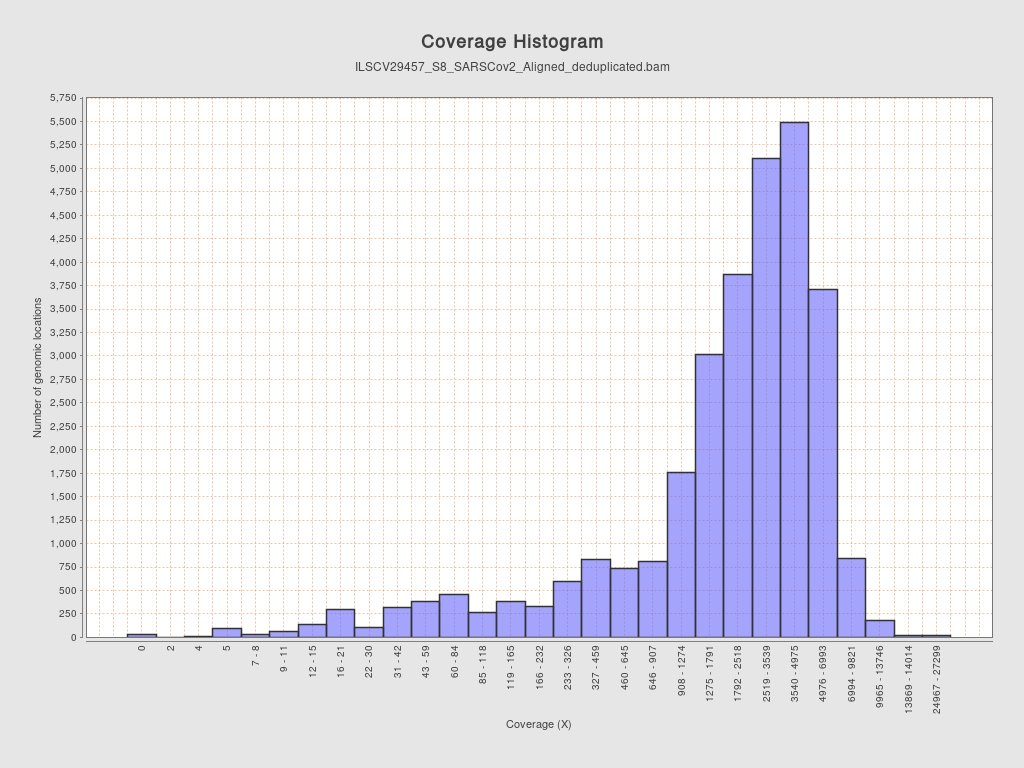 Coverage Histogram
ILSCV29457_S8_SARSCov2_Aligned_deduplicated.bam
Number of genomic locations
5,750
5,500
5,250
5,000
4,750
4,500
4,250
4,000
3,750
3,500
3,250
3,000
2,750
2,500
2,250
2,000
1,750
1,500
1,250
1,000
750
500
250
0
0
2
4
5
7 - 8
9 - 11
12 - 15
16 - 21
22 - 30
31 - 42
43 - 59
60 - 84
85 - 118
119 - 165
166 - 232
233 - 326
327 - 459
460 - 645
646 - 907
908 - 1274
1275 - 1791
1792 - 2518
2519 - 3539
3540 - 4975
4976 - 6993
6994 - 9821
9965 - 13746
13869 - 14014
24967 - 27299
Coverage (X)